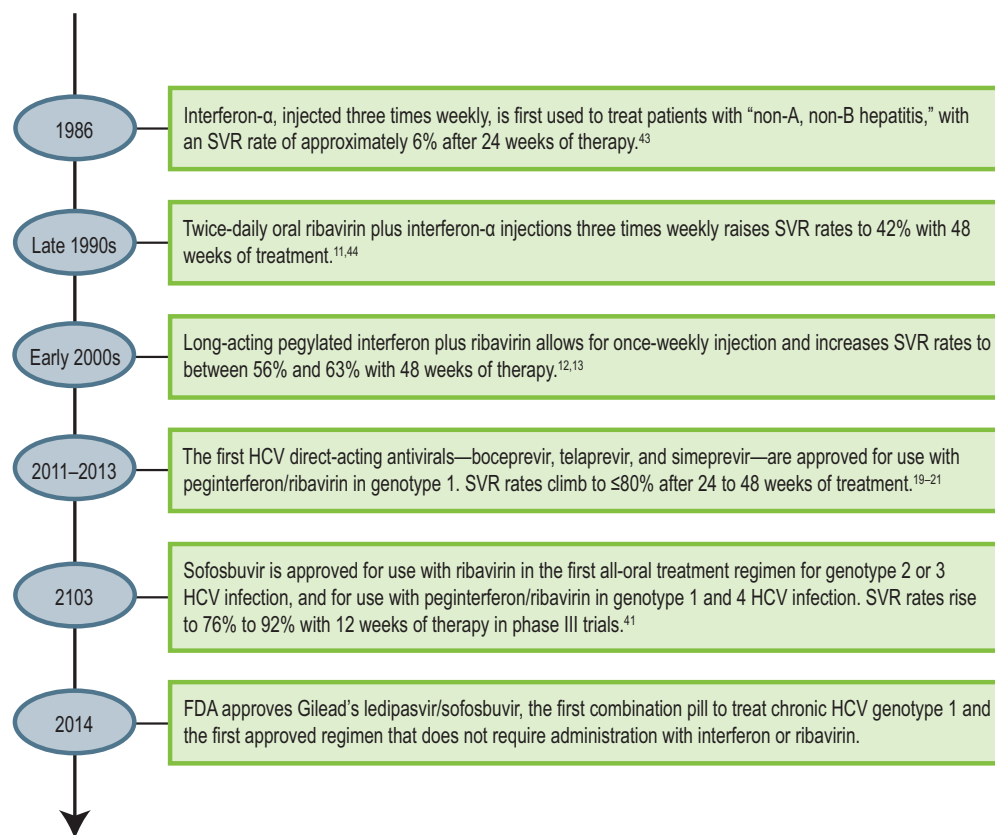 1986
Interferon-α, injected three times weekly, is first used to treat patients with “non-A, non-B hepatitis,” with
an SVR rate of approximately 6% after 24 weeks of therapy.43
Late 1990s
Twice-daily oral ribavirin plus interferon-α injections three times weekly raises SVR rates to 42% with 48
weeks of treatment.11,44
Early 2000s
Long-acting pegylated interferon plus ribavirin allows for once-weekly injection and increases SVR rates to
between 56% and 63% with 48 weeks of therapy.12,13
2011–2013
The first HCV direct-acting antivirals—boceprevir, telaprevir, and simeprevir—are approved for use with
peginterferon/ribavirin in genotype 1. SVR rates climb to ≤80% after 24 to 48 weeks of treatment.19–21
2103
Sofosbuvir is approved for use with ribavirin in the first all-oral treatment regimen for genotype 2 or 3
HCV infection, and for use with peginterferon/ribavirin in genotype 1 and 4 HCV infection. SVR rates rise
to 76% to 92% with 12 weeks of therapy in phase III trials.41
2014
FDA approves Gilead’s ledipasvir/sofosbuvir, the first combination pill to treat chronic HCV genotype 1 and
the first approved regimen that does not require administration with interferon or ribavirin.